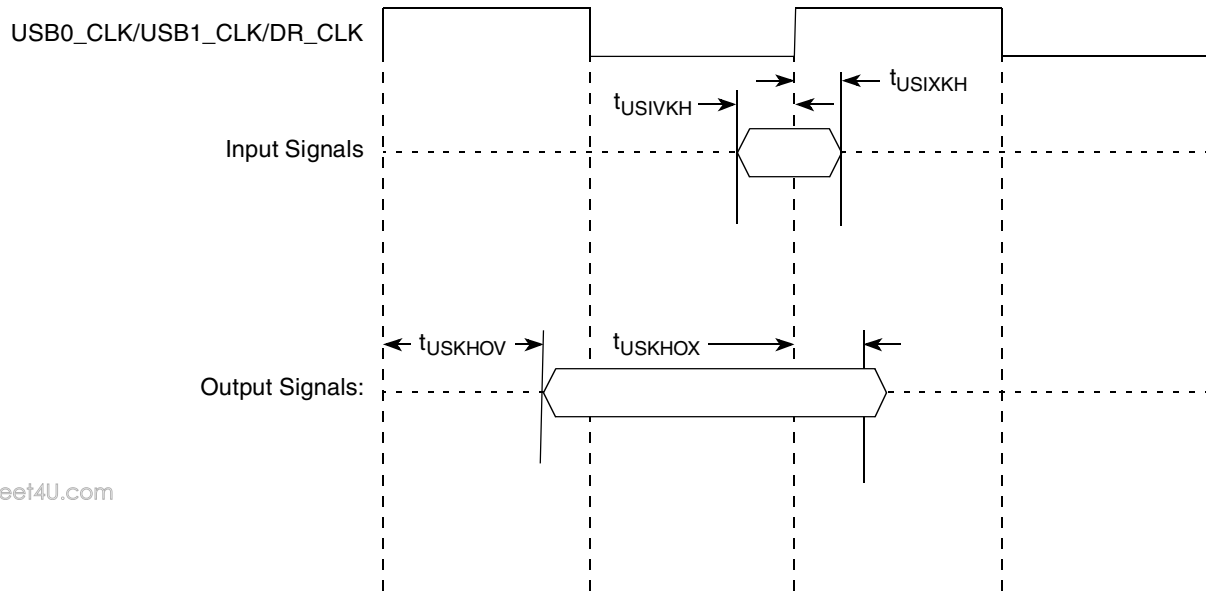 USB0_CLK/USB1_CLK/DR_CLK
tUSIXKH
tUSIVKH
Input Signals
tUSKHOV
tUSKHOX
Output Signals:
eet4U.com